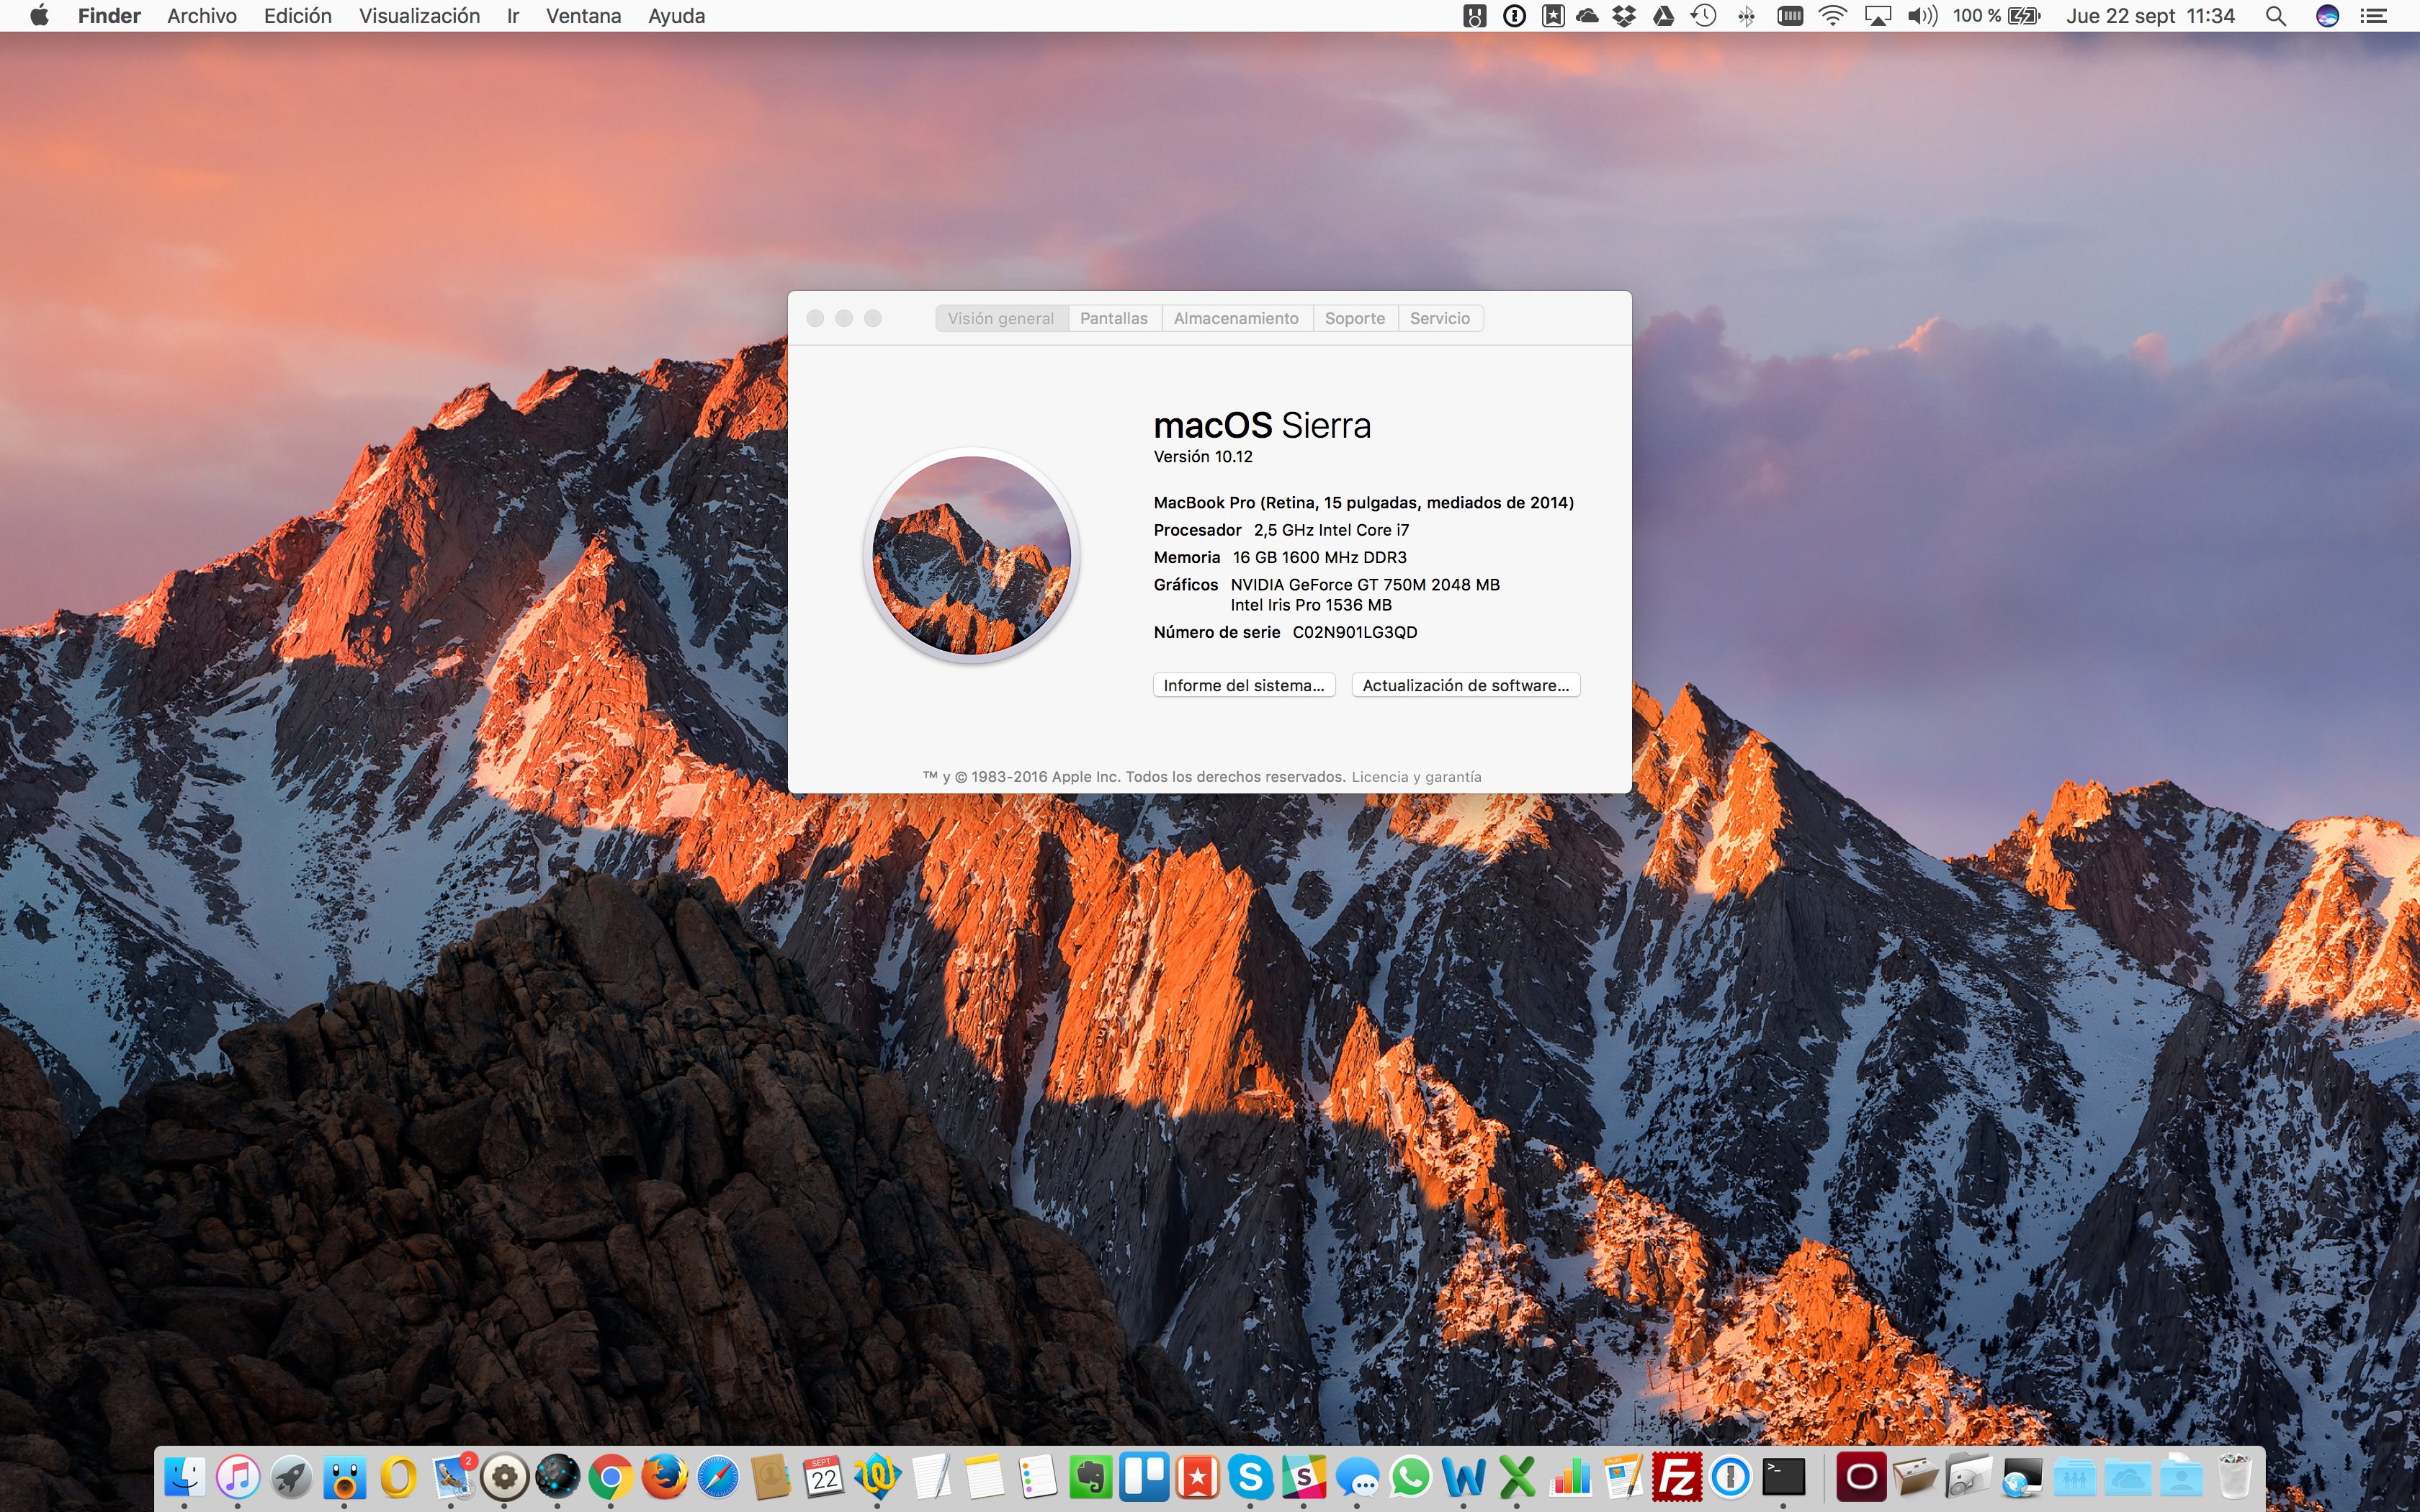 Finder Archivo Edición Visualización Ir Ventana Ayuda 100 % Jue 22 sept 11:34
Visión general Pantallas Almacenamiento Soporte Servicio
macOS Sierra
Versión 10.12
MacBook Pro (Retina, 15 pulgadas, mediados de 2014)
Procesador 2,5 GHz Intel Core i7
Memoria 16 GB 1600 MHz DDR3
Gráficos NVIDIA GeForce GT 750M 2048 MB
Intel Iris Pro 1536 MB
Número de serie C02N901LG3QD
Informe del sistema... Actualización de software...
™ y © 1983-2016 Apple Inc. Todos los derechos reservados. Licencia y garantía
2
SEPT
22